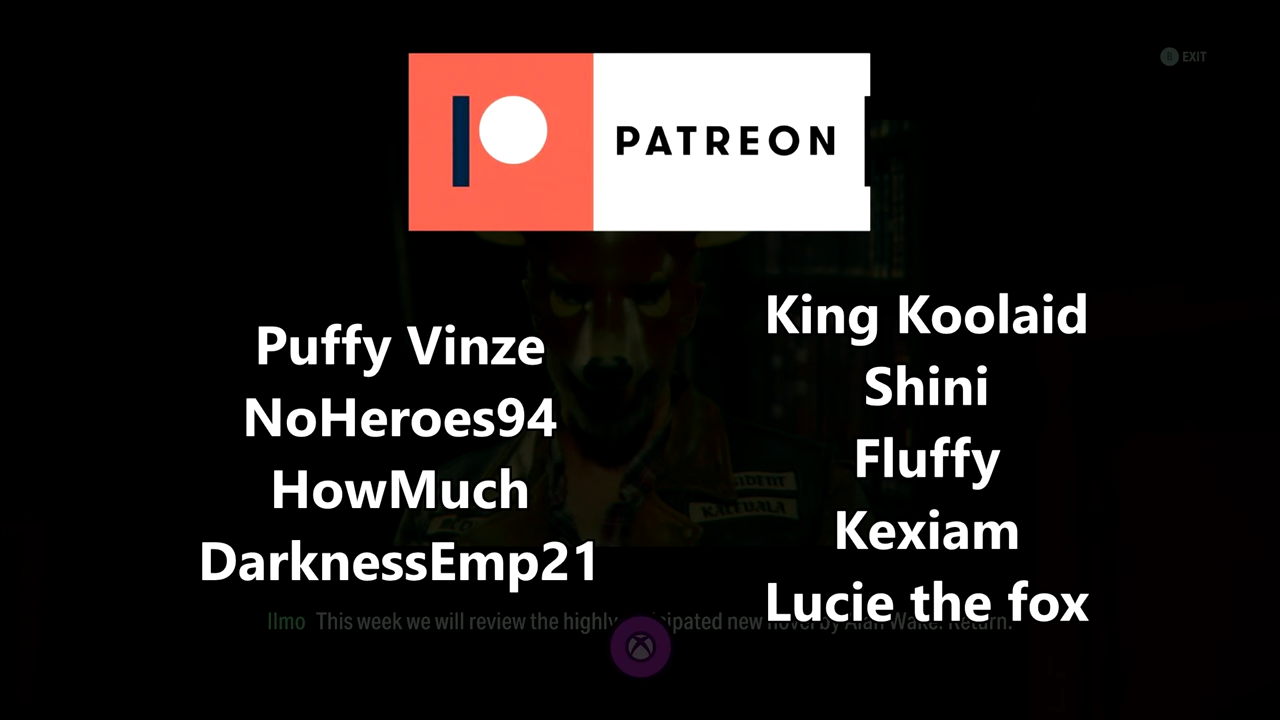 EXIT
PATREON
Puffy Vinze
NoHeroes94
HowMuch
DarknessEmp21
King Koolaid
Shini
Fluffy
Kexiam
Lucie the fox
KALEVALA
Ilmo This week we will review the highly new novel by Alan Wake. Return.